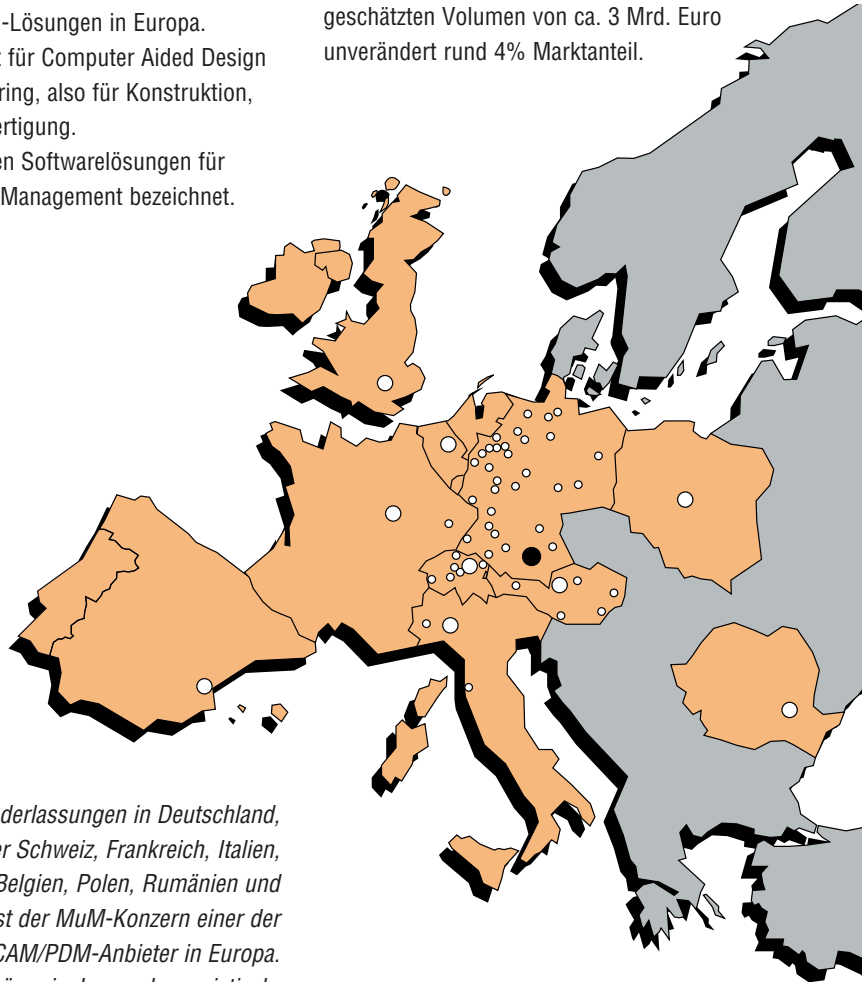 -Lösungen in Europa.
für Computer Aided Design
ring, also für Konstruktion,
ertigung.
en Softwarelösungen für
Management bezeichnet.
geschätzten Volumen von ca. 3 Mrd. Euro
unverändert rund 4% Marktanteil.
derlassungen in Deutschland,
er Schweiz, Frankreich, Italien,
Belgien, Polen, Rumänien und
st der MuM-Konzern einer der
CAM/PDM-Anbieter in Europa.